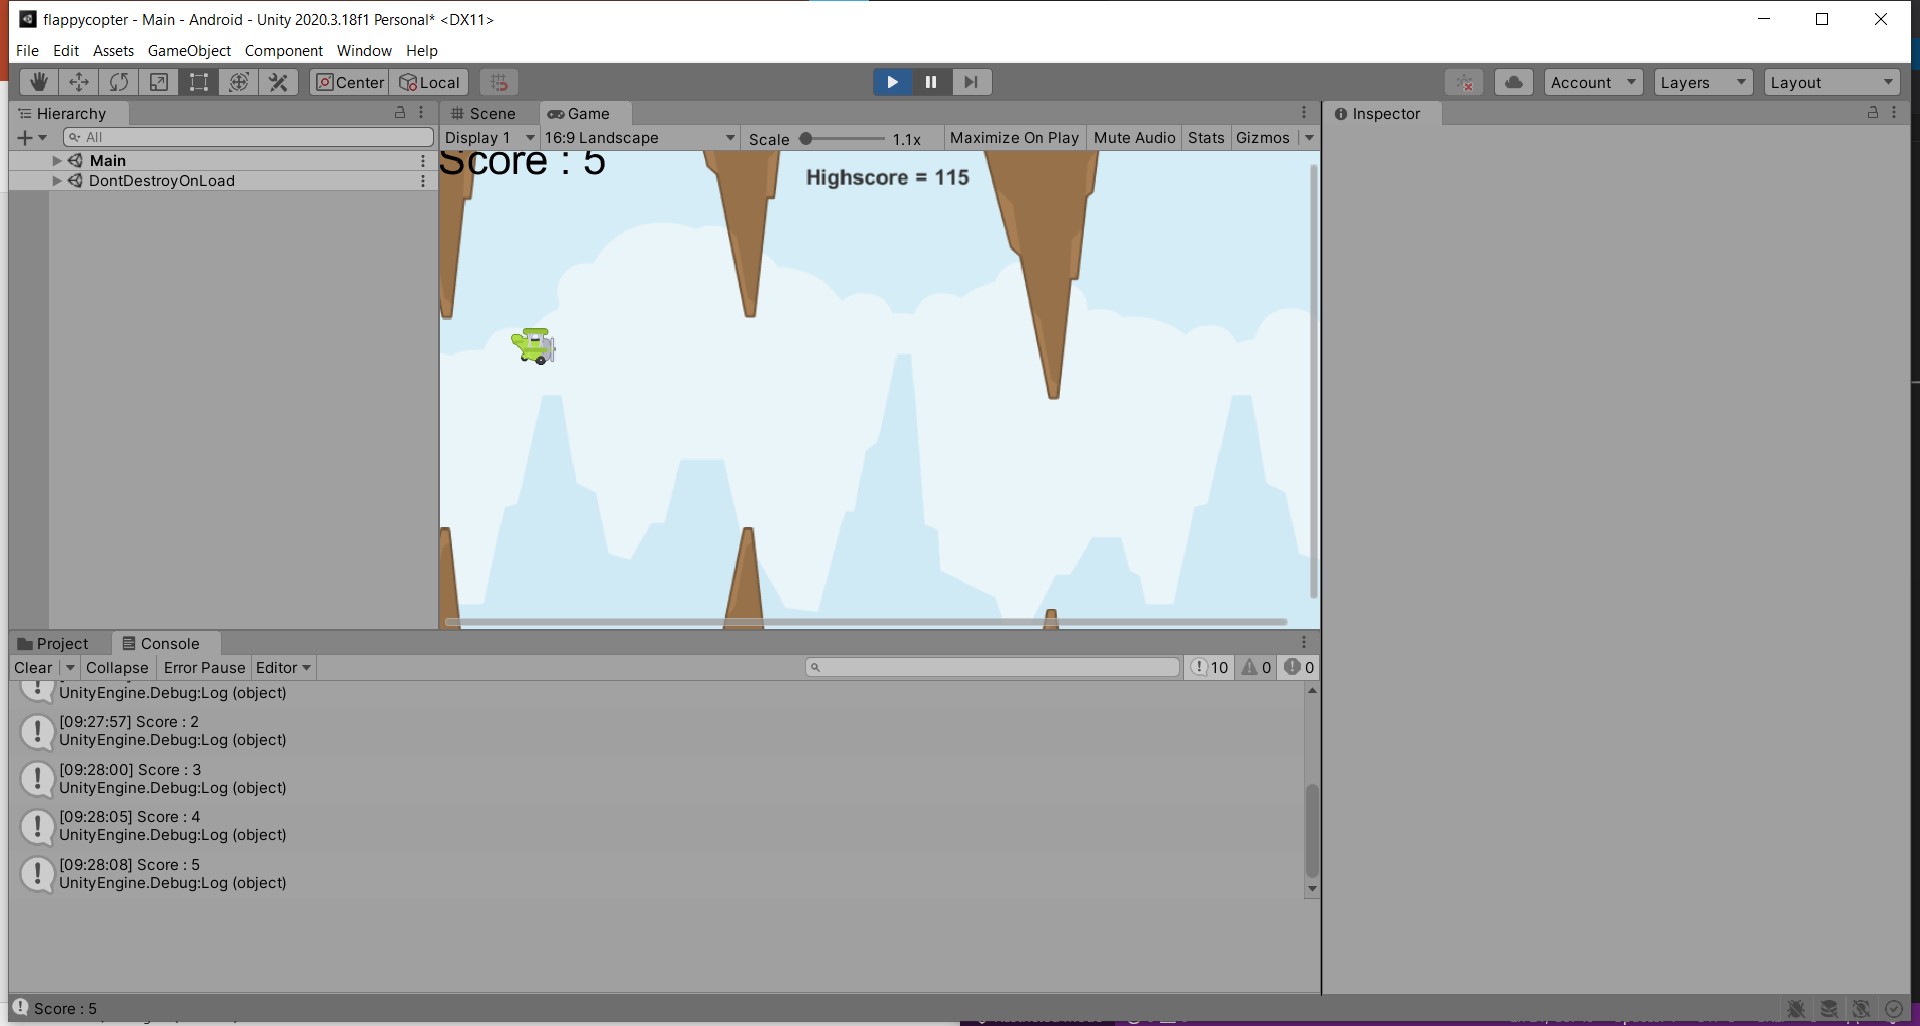 flappycopter - Main - Android - Unity 2020.3.18f1 Personal* <DX11>
File Edit Assets GameObject Component Window Help
Center Local Account Layers Layout
Hierarchy
All
Main
DontDestroyOnLoad
Scene Game
Display 1 16:9 Landscape Scale 1.1x Maximize On Play Mute Audio Stats Gizmos
Score : 5
Highscore = 115
Inspector
Project Console
Clear Collapse Error Pause Editor 10 0 0
UnityEngine.Debug:Log (object)
[09:27:57] Score : 2
UnityEngine.Debug:Log (object)
[09:28:00] Score : 3
UnityEngine.Debug:Log (object)
[09:28:05] Score : 4
UnityEngine.Debug:Log (object)
[09:28:08] Score : 5
UnityEngine.Debug:Log (object)
Score : 5